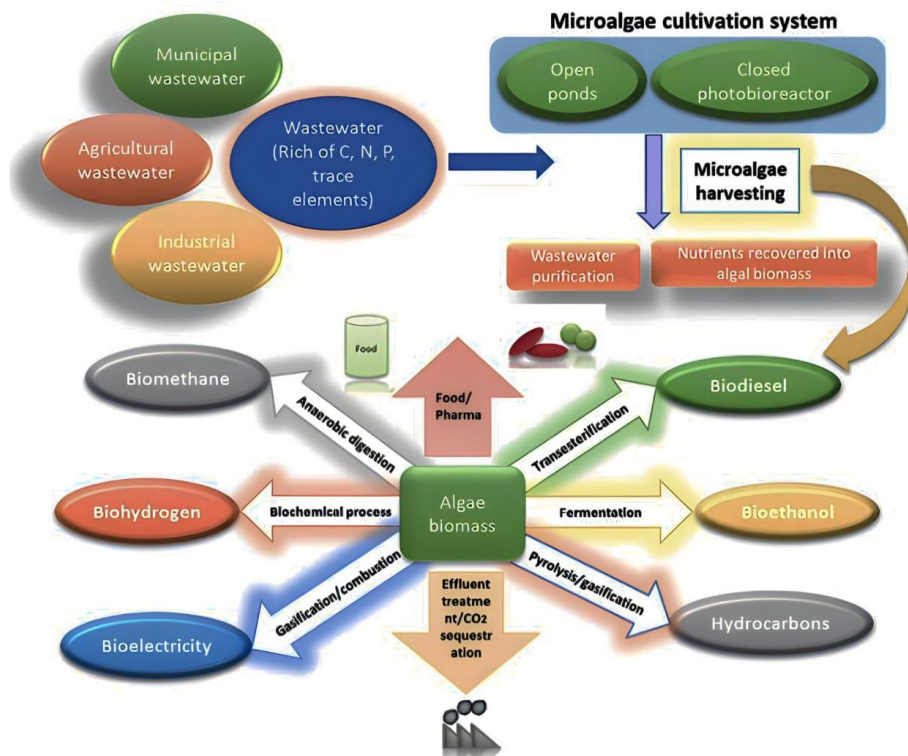 Microalgae cultivation system
Municipal
wastewater
Agricultural
wastewater
Industrial
wastewater
Wastewater
(Rich of C, N, P,
trace
elements)
Open
ponds
Closed
photobioreactor
Microalgae
harvesting
Wastewater
purification
Nutrients recovered into
algal biomass
Food
Food/
Pharma
Biomethane
Anaerobic digestion
Transesterification
Biodiesel
Biohydrogen
Biochemical process
Algae
biomass
Fermentation
Bioethanol
Bioelectricity
Gasification/combustion
Effluent
treatme
nt/CO₂
sequestr
ation
Pyrolysis/gasification
Hydrocarbons